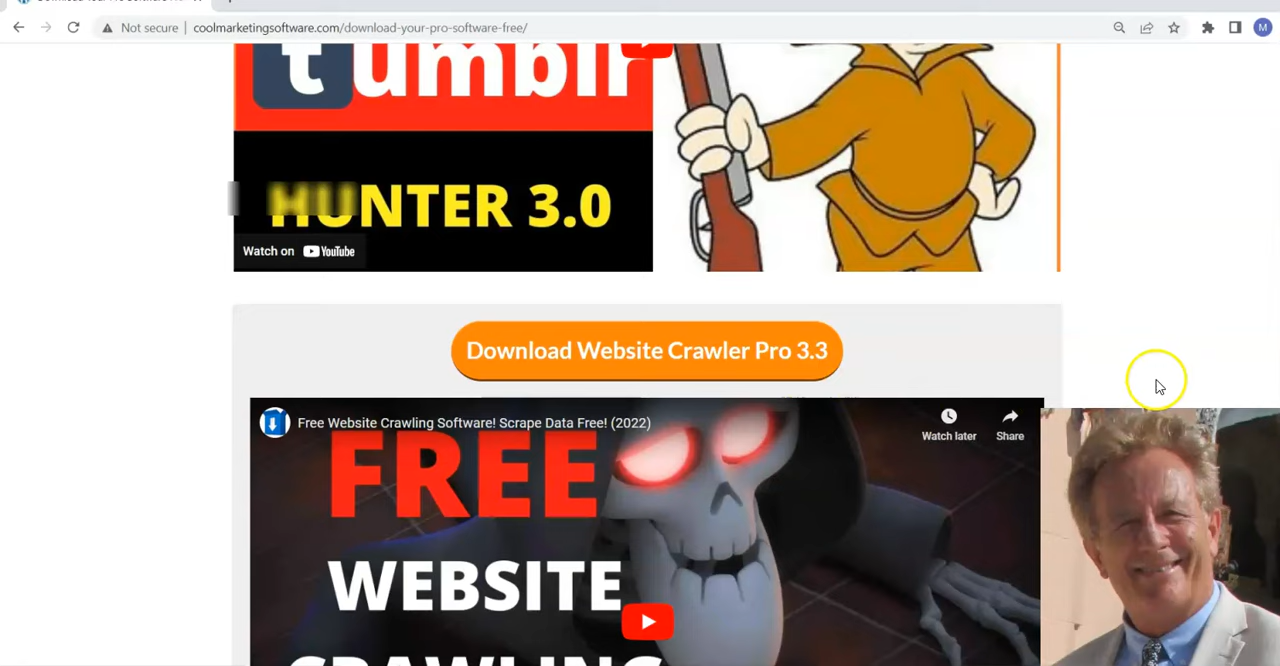 Not secure
coolmarketingsoftware.com/download-your-pro-software-free/
M
tumblr
HUNTER 3.0
Watch on YouTube
Download Website Crawler Pro 3.3
Free Website Crawling Software! Scrape Data Free! (2022)
Watch later
Share
FREE
WEBSITE
CRAWLING